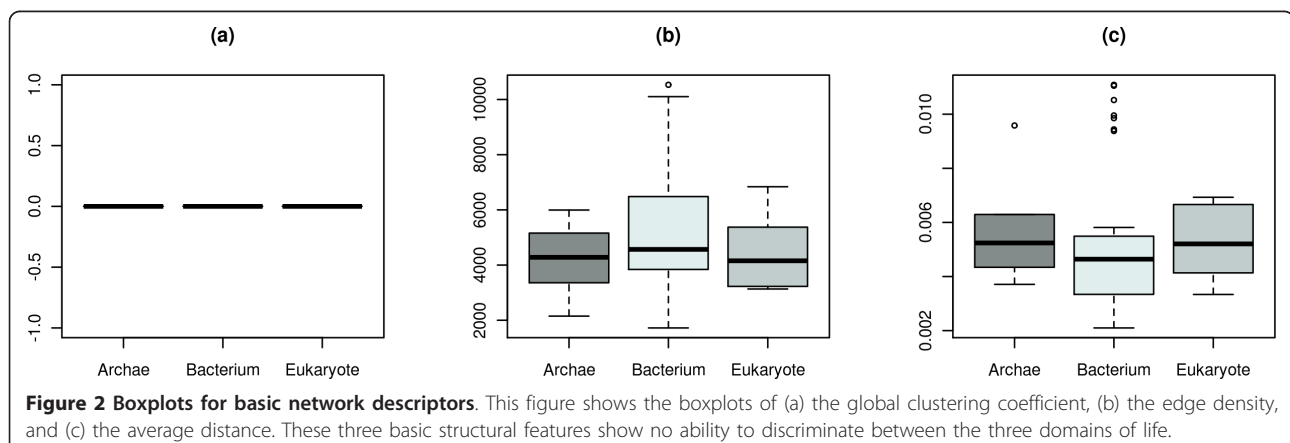 (a)
1.0
0.5
0.0
-0.5
-1.0
Archae Bacterium Eukaryote
(b)
10000
8000
6000
4000
2000
Archae Bacterium Eukaryote
(c)
0.010
0.006
0.002
Archae Bacterium Eukaryote
Figure 2 Boxplots for basic network descriptors. This figure shows the boxplots of (a) the global clustering coefficient, (b) the edge density,
and (c) the average distance. These three basic structural features show no ability to discriminate between the three domains of life.